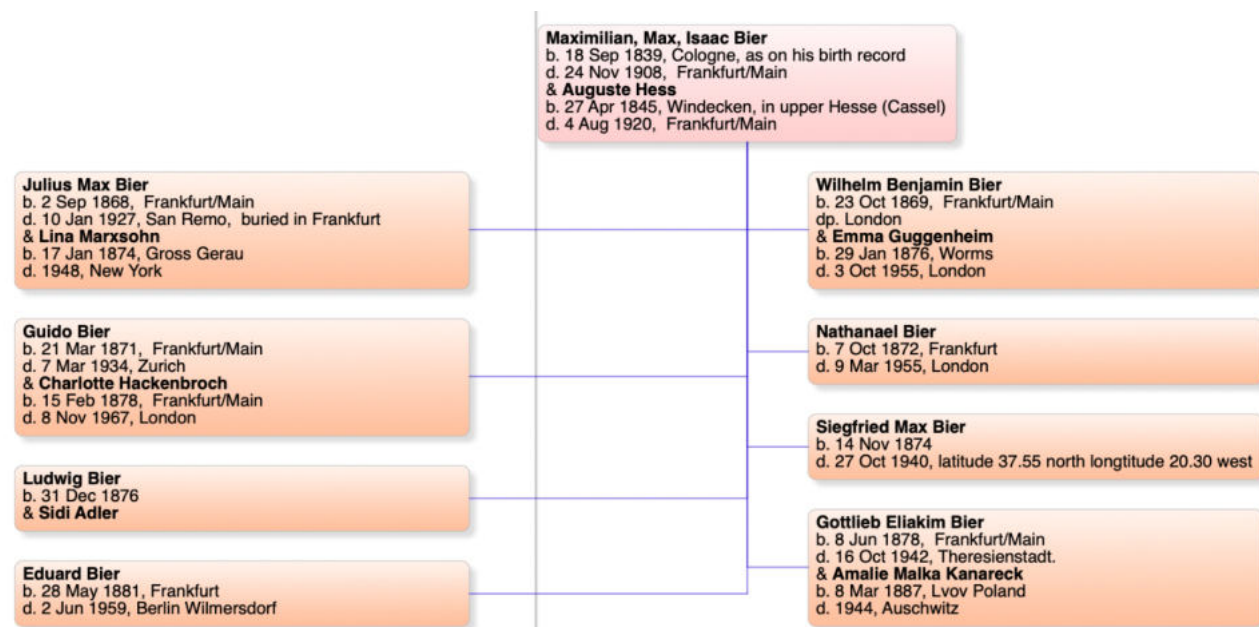 Maximilian, Max, Isaac Bier
b. 18 Sep 1839, Cologne, as on his birth record
d. 24 Nov 1908, Frankfurt/Main
& Auguste Hess
b. 27 Apr 1845, Windecken, in upper Hesse (Cassel)
d. 4 Aug 1920, Frankfurt/Main
Julius Max Bier
b. 2 Sep 1868, Frankfurt/Main
d. 10 Jan 1927, San Remo, buried in Frankfurt
& Lina Marxsohn
b. 17 Jan 1874, Gross Gerau
d. 1948, New York
Wilhelm Benjamin Bier
b. 23 Oct 1869, Frankfurt/Main
dp. London
& Emma Guggenheim
b. 29 Jan 1876, Worms
d. 3 Oct 1955, London
Guido Bier
b. 21 Mar 1871, Frankfurt/Main
d. 7 Mar 1934, Zurich
& Charlotte Hackenbroch
b. 15 Feb 1878, Frankfurt/Main
d. 8 Nov 1967, London
Nathanael Bier
b. 7 Oct 1872, Frankfurt
d. 9 Mar 1955, London
Siegfried Max Bier
b. 14 Nov 1874
d. 27 Oct 1940, latitude 37.55 north longtitude 20.30 west
Ludwig Bier
b. 31 Dec 1876
& Sidi Adler
Gottlieb Eliakim Bier
b. 8 Jun 1878, Frankfurt/Main
d. 16 Oct 1942, Theresienstadt.
& Amalie Malka Kanareck
b. 8 Mar 1887, Lvov Poland
d. 1944, Auschwitz
Eduard Bier
b. 28 May 1881, Frankfurt
d. 2 Jun 1959, Berlin Wilmersdorf